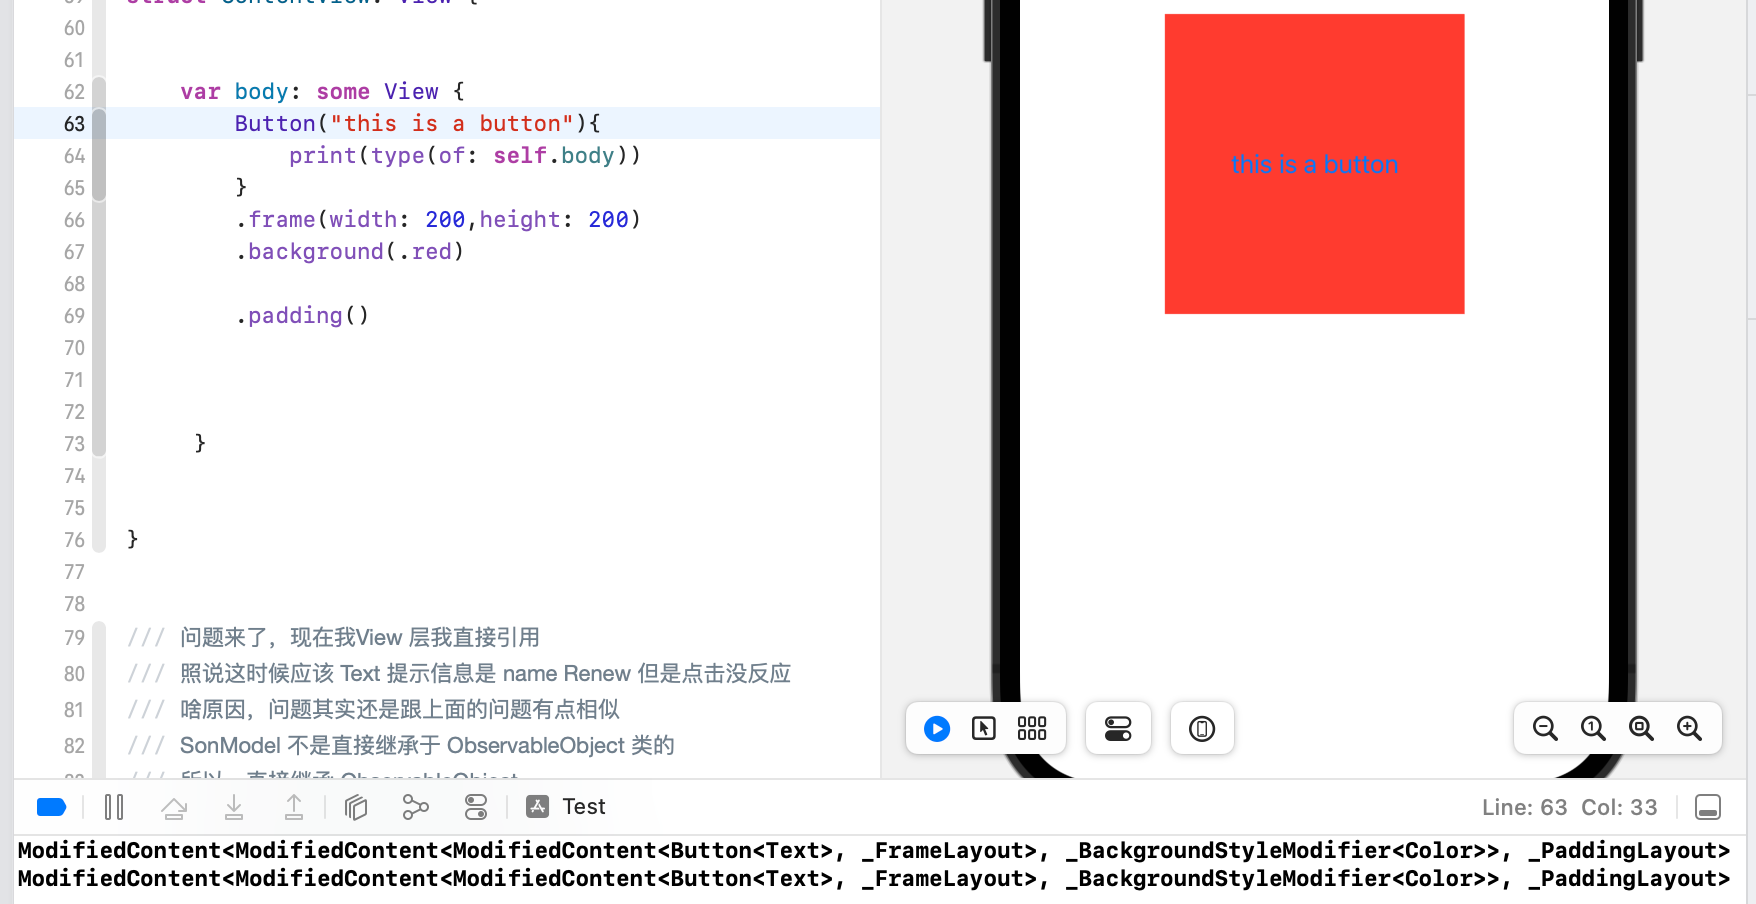 struct ContentView: View {
60
61
62 var body: some View {
63 Button("this is a button"){
64 print(type(of: self.body))
65 }
66 .frame(width: 200,height: 200)
67 .background(.red)
68
69 .padding()
70
71
72
73 }
74
75
76 }
77
78
79 /// 问题来了，现在我View 层我直接引用
80 /// 照说这时候应该 Text 提示信息是 name Renew 但是点击没反应
81 /// 啥原因，问题其实还是跟上面的问题有点相似
82 /// SonModel 不是直接继承于 ObservableObject 类的
this is a button
Test
Line: 63 Col: 33
ModifiedContent<ModifiedContent<ModifiedContent<Button<Text>, _FrameLayout>, _BackgroundStyleModifier<Color>>, _PaddingLayout>
ModifiedContent<ModifiedContent<ModifiedContent<Button<Text>, _FrameLayout>, _BackgroundStyleModifier<Color>>, _PaddingLayout>